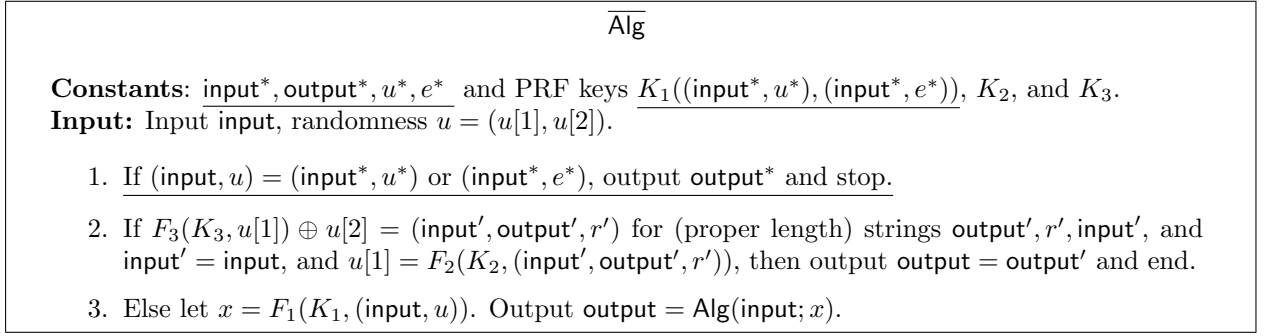 Alg
Constants: input*, output*, u*, e* and PRF keys K₁((input*, u*), (input*, e*)), K₂, and K₃.
Input: Input input, randomness u = (u[1], u[2]).
1. If (input, u) = (input*, u*) or (input*, e*), output output* and stop.
2. If F₃(K₃, u[1]) ⊕ u[2] = (input′, output′, r′) for (proper length) strings output′, r′, input′, and
input′ = input, and u[1] = F₂(K₂, (input′, output′, r′)), then output output = output′ and end.
3. Else let x = F₁(K₁, (input, u)). Output output = Alg(input; x).